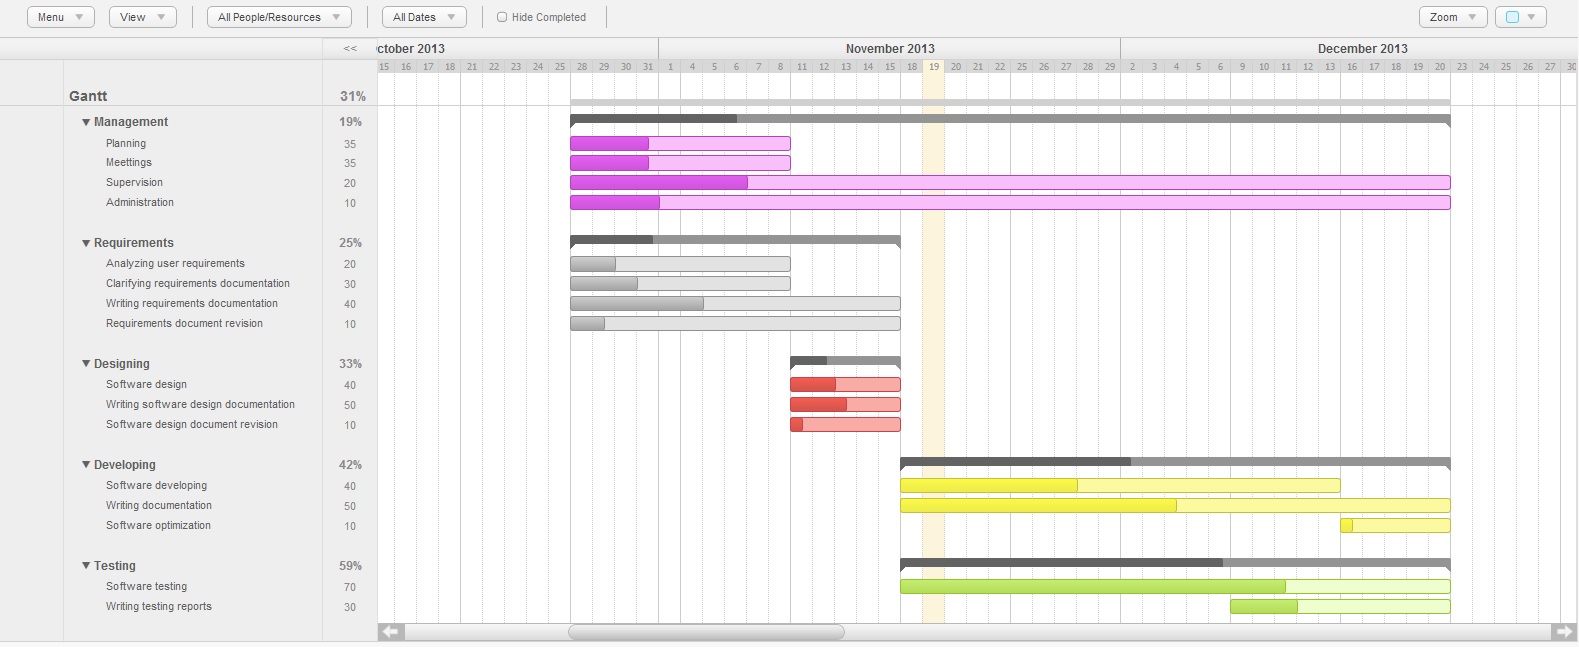 Menu View All People/Resources All Dates Hide Completed Zoom
<< ctober 2013 November 2013 December 2013
15 16 17 18 21 22 23 24 25 28 29 30 31 1 4 5 6 7 8 11 12 13 14 15 18 19 20 21 22 25 26 27 28 29 2 3 4 5 6 9 10 11 12 13 16 17 18 19 20 23 24 25 26 27 30
Gantt 31%
Management 19%
Planning 35
Meettings 35
Supervision 20
Administration 10
Requirements 25%
Analyzing user requirements 20
Clarifying requirements documentation 30
Writing requirements documentation 40
Requirements document revision 10
Designing 33%
Software design 40
Writing software design documentation 50
Software design document revision 10
Developing 42%
Software developing 40
Writing documentation 50
Software optimization 10
Testing 59%
Software testing 70
Writing testing reports 30